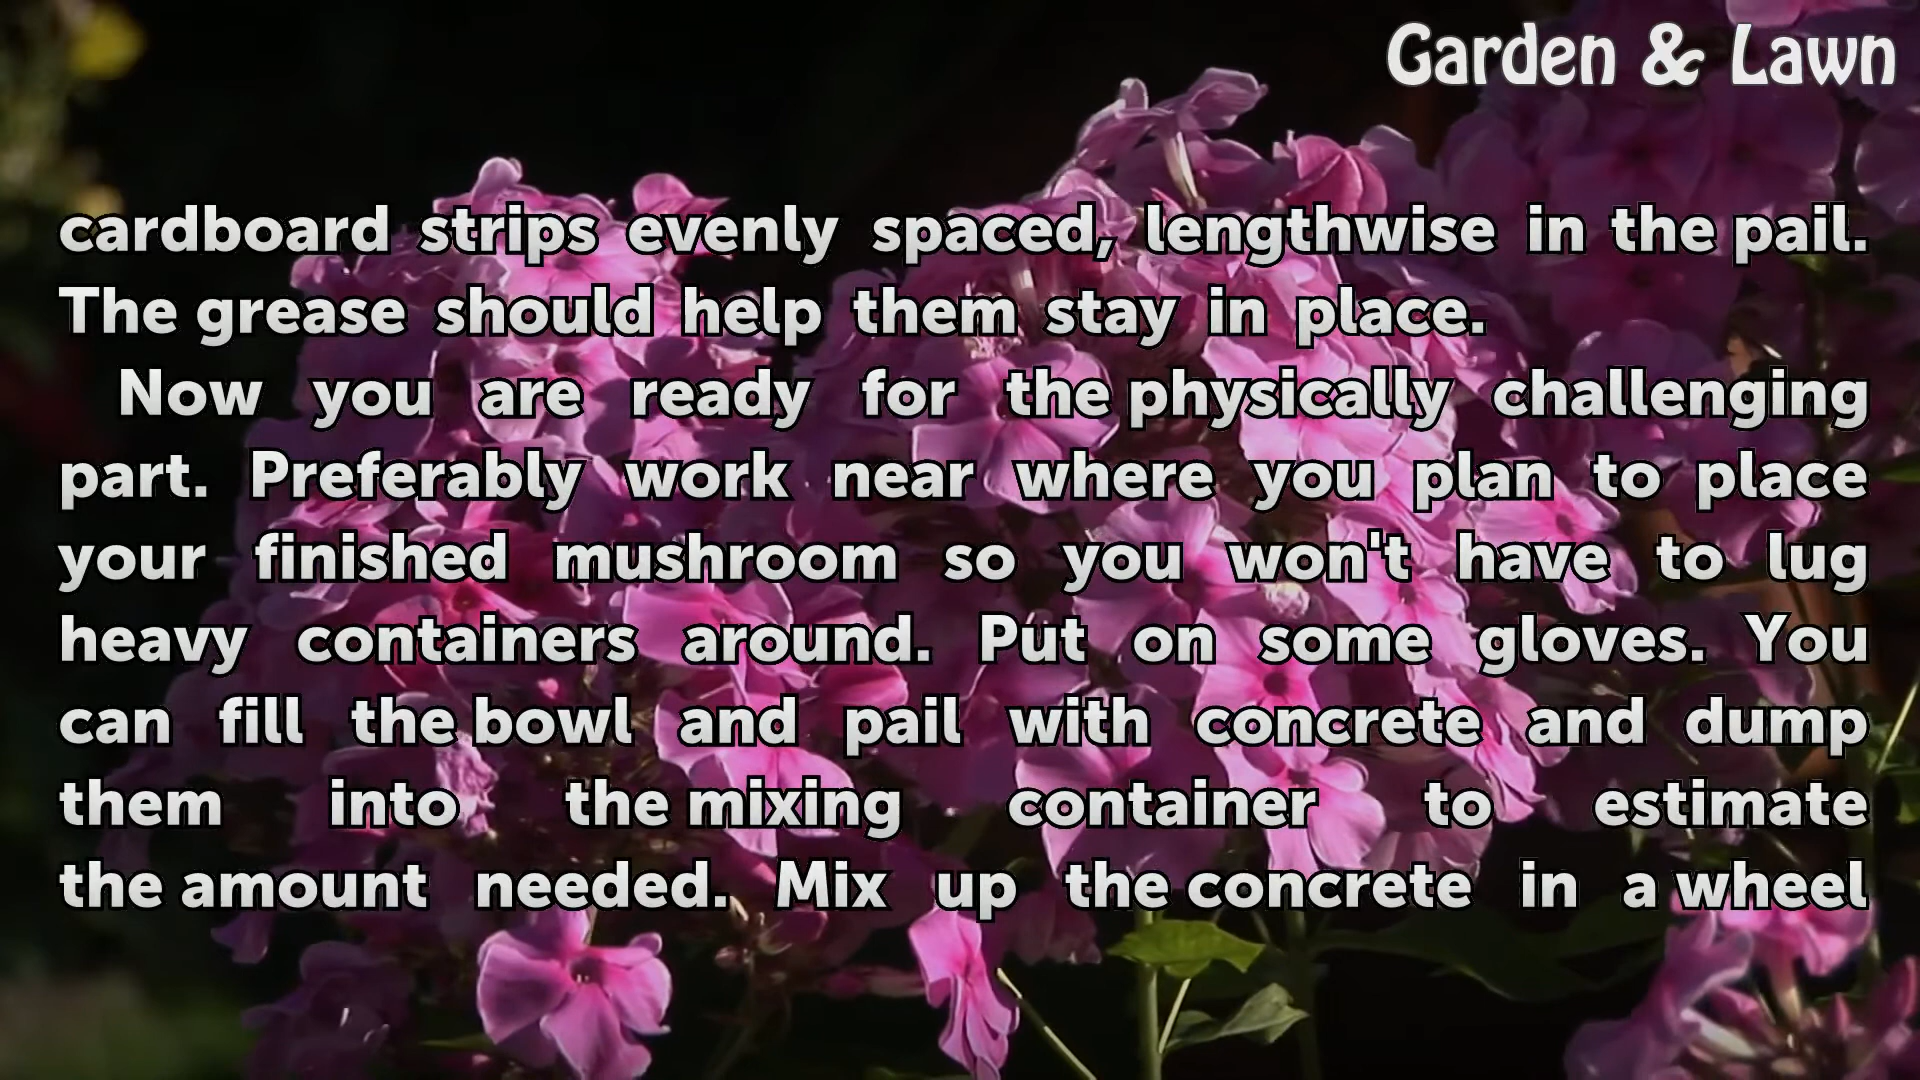 Garden & Lawn
cardboard strips evenly spaced, lengthwise in the pail.
The grease should help them stay in place.
Now you are ready for the physically challenging
part. Preferably work near where you plan to place
your finished mushroom so you won't have to lug
heavy containers around. Put on some gloves. You
can fill the bowl and pail with concrete and dump
them into the mixing container to estimate
the amount needed. Mix up the concrete in a wheel